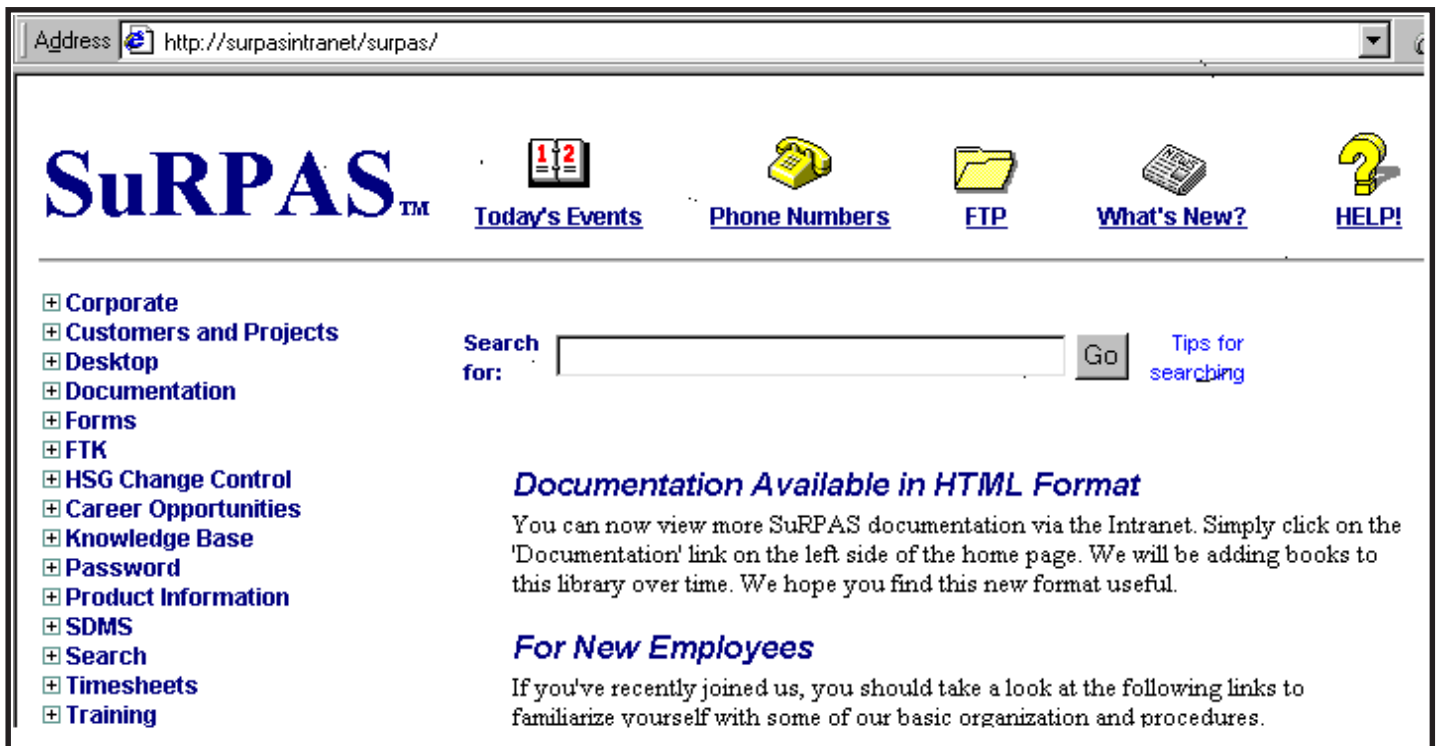 Address http://surpasintranet/surpas/
SuRPAS TM
1 2
NEWS
Today's Events Phone Numbers FTP What's New? HELP!
Corporate
Customers and Projects
Desktop
Documentation
Forms
FTK
HSG Change Control
Career Opportunities
Knowledge Base
Password
Product Information
SDMS
Search
Timesheets
Training
Search
for:
Go
Tips for
searching
Documentation Available in HTML Format
You can now view more SuRPAS documentation via the Intranet. Simply click on the
'Documentation' link on the left side of the home page. We will be adding books to
this library over time. We hope you find this new format useful.
For New Employees
If you've recently joined us, you should take a look at the following links to
familiarize yourself with some of our basic organization and procedures.